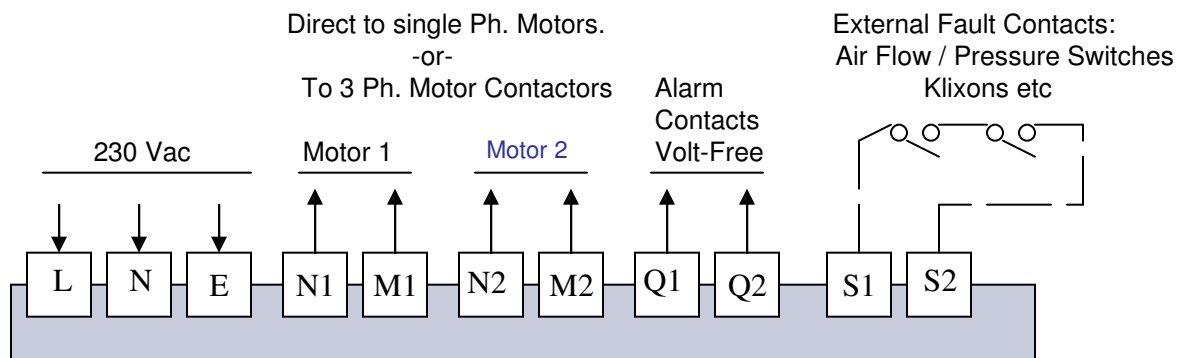 Direct to single Ph. Motors.
-or-
To 3 Ph. Motor Contactors
External Fault Contacts:
Air Flow / Pressure Switches
Klixons etc
Alarm
Contacts
Volt-Free
230 Vac
Motor 1
Motor 2
L N E N1 M1 N2 M2 Q1 Q2 S1 S2